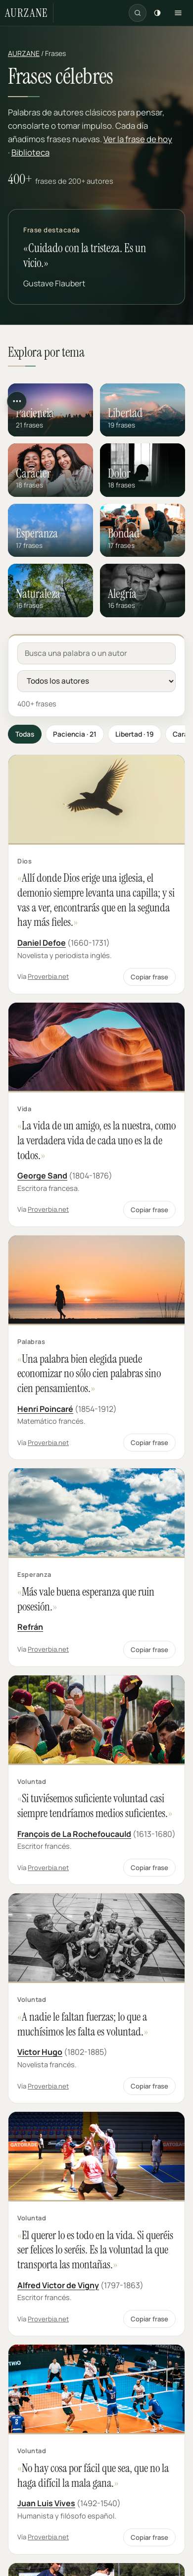 AURZANE
AURZANE / Frases
Frases célebres
Palabras de autores clásicos para pensar,
consolarte o tomar impulso. Cada día
añadimos frases nuevas. Ver la frase de hoy
· Biblioteca
400+ frases de 200+ autores
Frase destacada
«Cuidado con la tristeza. Es un
vicio.»
Gustave Flaubert
Explora por tema
Paciencia
21 frases
Libertad
19 frases
Carácter
18 frases
Dolor
18 frases
Esperanza
17 frases
Bondad
17 frases
Naturaleza
16 frases
Alegría
16 frases
Busca una palabra o un autor
Todos los autores
400+ frases
Todas
Paciencia · 21
Libertad · 19
Cará
Dios
«Allí donde Dios erige una iglesia, el
demonio siempre levanta una capilla; y si
vas a ver, encontrarás que en la segunda
hay más fieles.»
Daniel Defoe (1660-1731)
Novelista y periodista inglés.
Vía Proverbia.net
Copiar frase
Vida
«La vida de un amigo, es la nuestra, como
la verdadera vida de cada uno es la de
todos.»
George Sand (1804-1876)
Escritora francesa.
Vía Proverbia.net
Copiar frase
Palabras
«Una palabra bien elegida puede
economizar no sólo cien palabras sino
cien pensamientos.»
Henri Poincaré (1854-1912)
Matemático francés.
Vía Proverbia.net
Copiar frase
Esperanza
«Más vale buena esperanza que ruin
posesión.»
Refrán
Vía Proverbia.net
Copiar frase
Voluntad
«Si tuviésemos suficiente voluntad casi
siempre tendríamos medios suficientes.»
François de La Rochefoucauld (1613-1680)
Escritor francés.
Vía Proverbia.net
Copiar frase
Voluntad
«A nadie le faltan fuerzas; lo que a
muchísimos les falta es voluntad.»
Victor Hugo (1802-1885)
Novelista francés.
Vía Proverbia.net
Copiar frase
GATORADE
Voluntad
«El querer lo es todo en la vida. Si queréis
ser felices lo seréis. Es la voluntad la que
transporta las montañas.»
Alfred Victor de Vigny (1797-1863)
Escritor francés.
Vía Proverbia.net
Copiar frase
Voluntad
«No hay cosa por fácil que sea, que no la
haga difícil la mala gana.»
Juan Luis Vives (1492-1540)
Humanista y filósofo español.
Vía Proverbia.net
Copiar frase